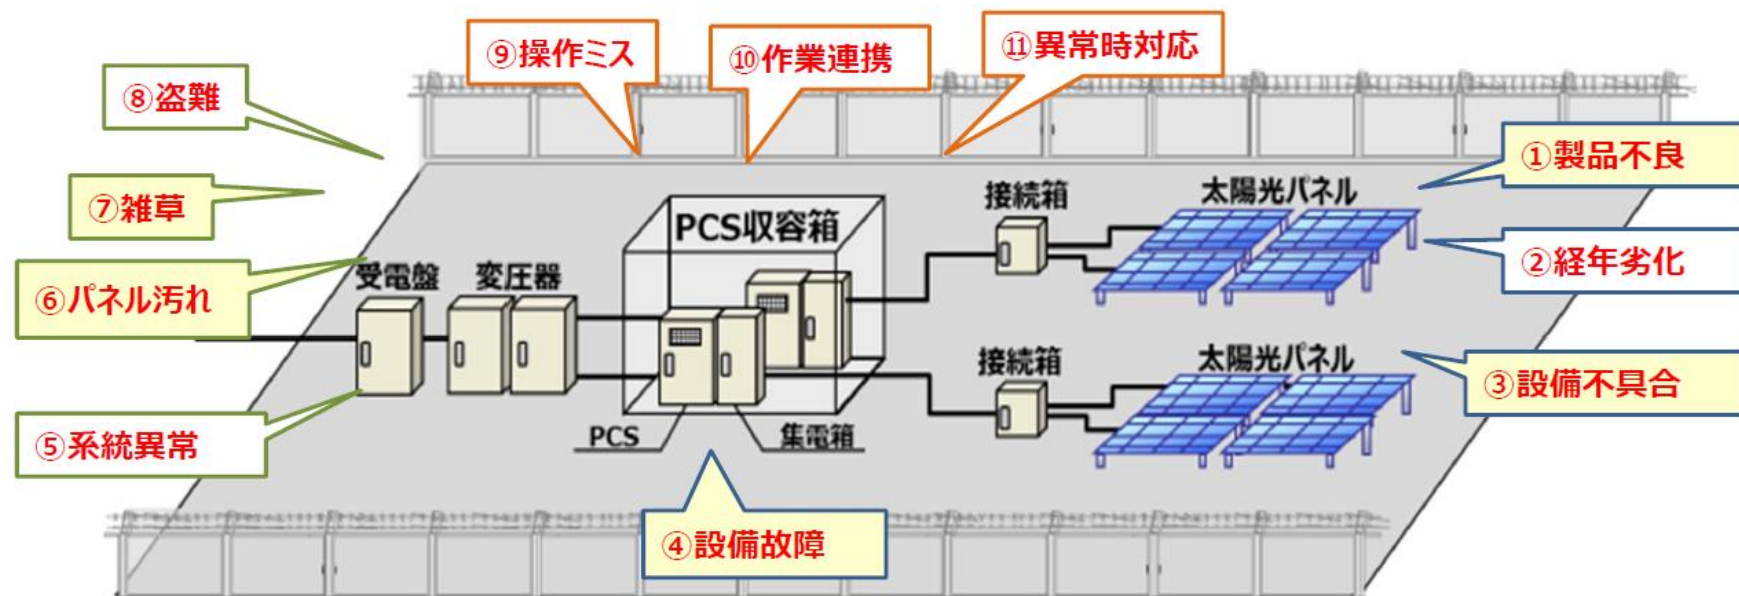 ⑨操作ミス
⑩作業連携
⑪異常時対応
⑧盗難
①製品不良
⑦雑草
接続箱
太陽光パネル
PCS収容箱
②経年劣化
⑥パネル汚れ
受電盤
変圧器
接続箱
太陽光パネル
③設備不具合
⑤系統異常
PCS
集電箱
④設備故障